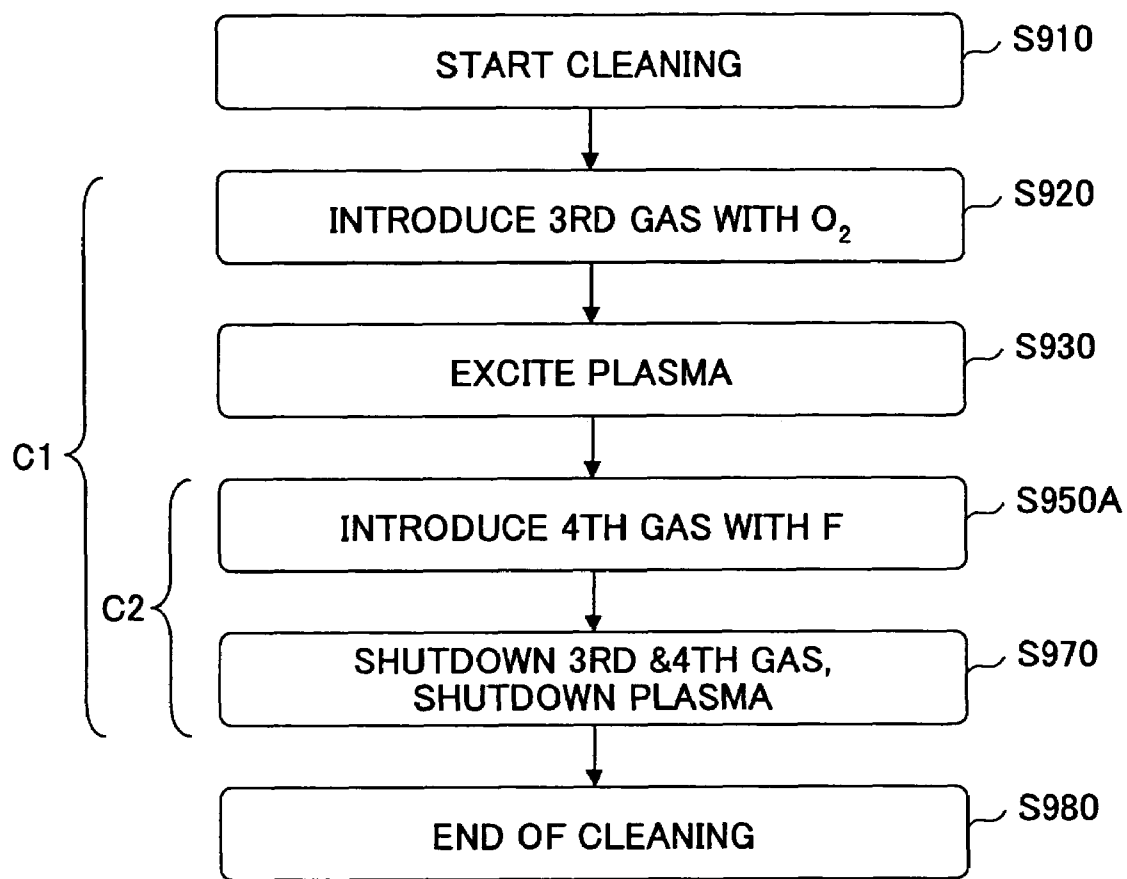 START CLEANING
S910
INTRODUCE 3RD GAS WITH O₂
S920
EXCITE PLASMA
S930
C1
INTRODUCE 4TH GAS WITH F
S950A
C2
SHUTDOWN 3RD &4TH GAS,
SHUTDOWN PLASMA
S970
END OF CLEANING
S980